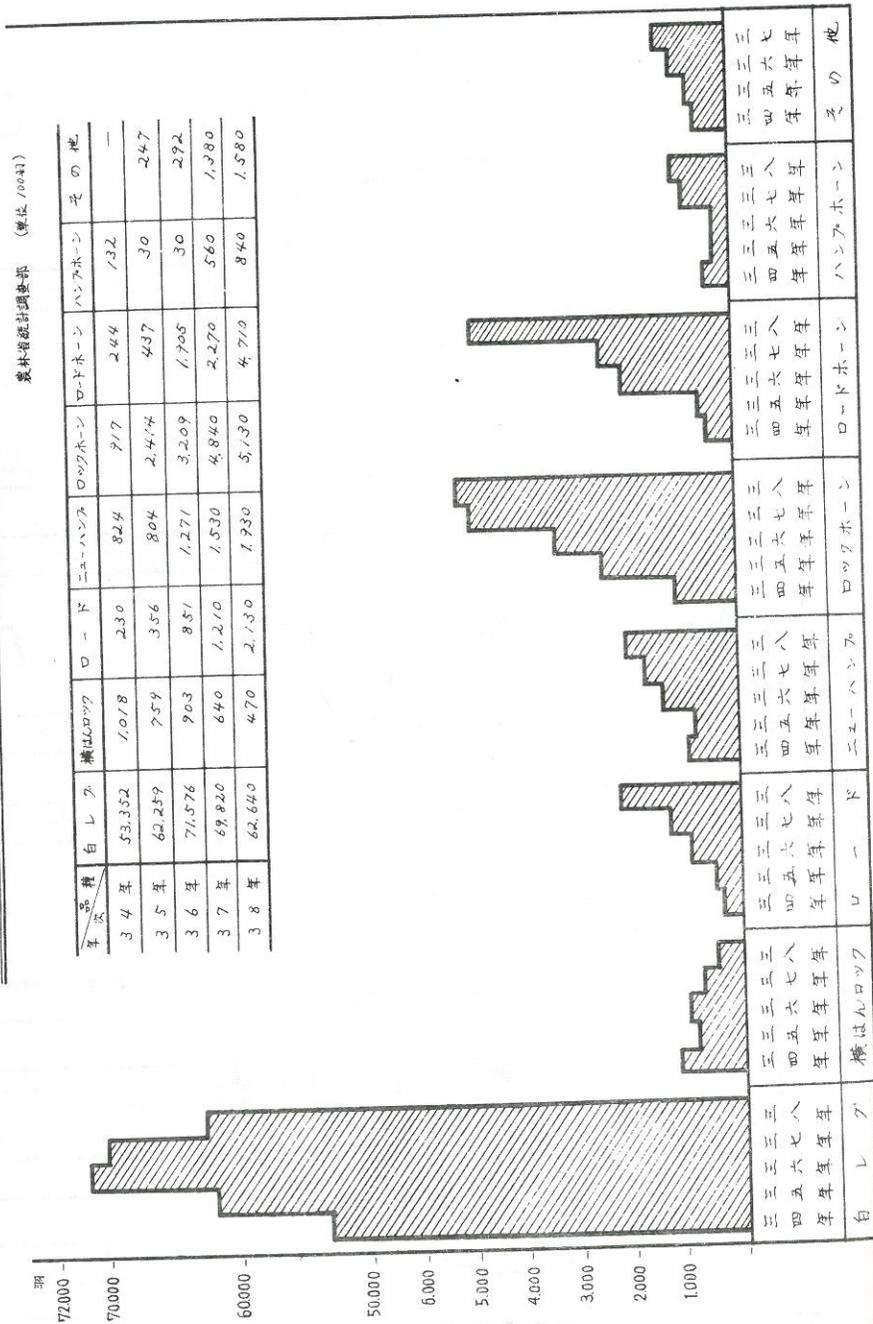 農林省統計調査部 (単位 100羽)
品種 年次 白レグ 横はんロック ロード ニューハンプ ロックホーン ロードホーン ハンプホーン その他
34年 53.352 1,018 230 824 917 244 132 —
35年 62.259 759 356 804 2,414 437 30 247
36年 71,576 903 851 1,271 3,209 1,905 30 292
37年 69,820 640 1,210 1,530 4,840 2,270 560 1,380
38年 62,640 470 2,130 1,930 5,130 4,710 840 1.580
羽
72.000
70.000
60.000
50.000
6.000
5.000
4.000
3.000
2.000
1.000
三四年 三五年 三六年 三七年 三八年
白レグ
三四年 三五年 三六年 三七年 三八年
横はんロック
三四年 三五年 三六年 三七年 三八年
ロード
三四年 三五年 三六年 三七年 三八年
ニューハンプ
三四年 三五年 三六年 三七年 三八年
ロックホーン
三四年 三五年 三六年 三七年 三八年
ロードホーン
三四年 三五年 三六年 三七年 三八年
ハンプホーン
三四年 三五年 三六年 三七年
その他